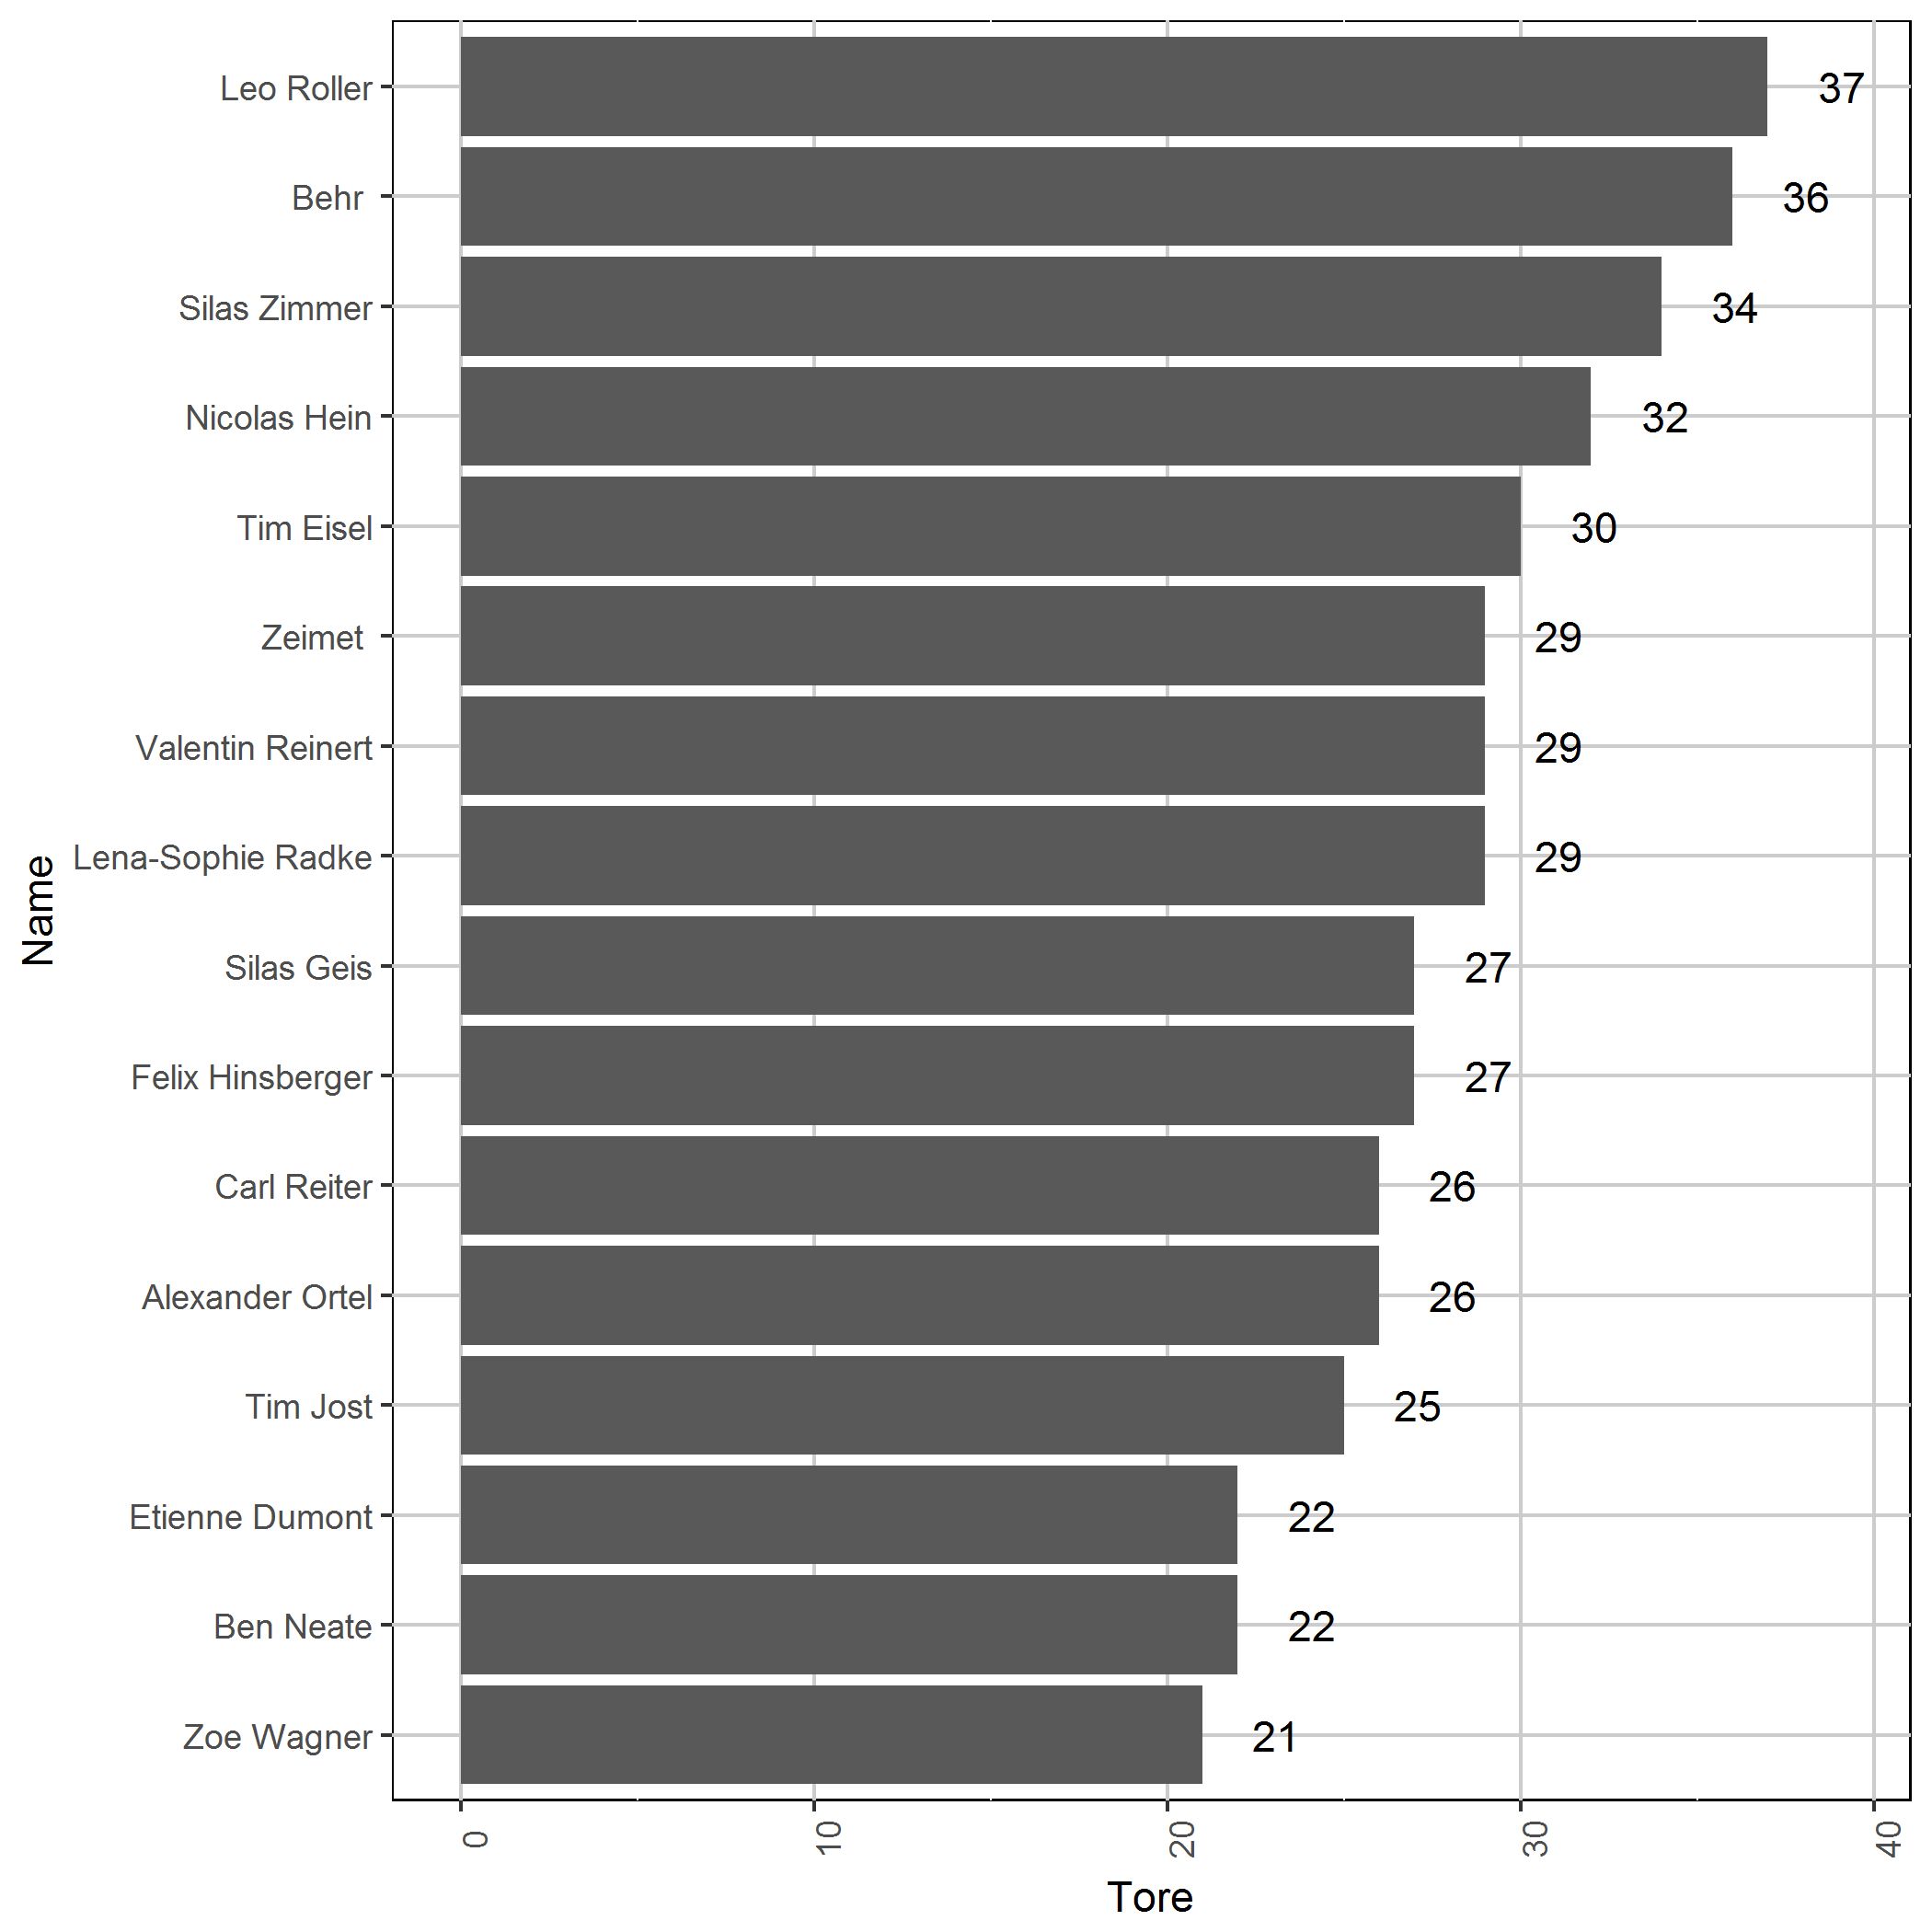 Leo Roller 37
Behr 36
Silas Zimmer 34
Nicolas Hein 32
Tim Eisel 30
Zeimet 29
Valentin Reinert 29
Lena-Sophie Radke 29
Silas Geis 27
Felix Hinsberger 27
Carl Reiter 26
Alexander Ortel 26
Tim Jost 25
Etienne Dumont 22
Ben Neate 22
Zoe Wagner 21
Name
0 10 20 30 40
Tore